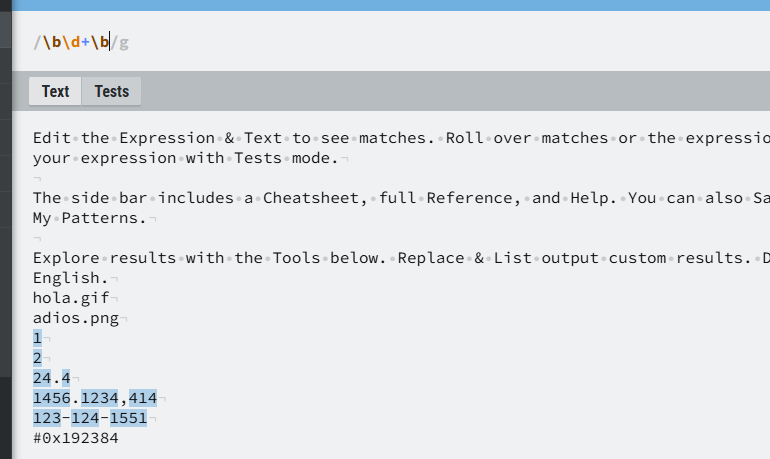 /\b\d+\b/g
Text Tests
Edit the Expression & Text to see matches. Roll over matches or the expressio
your expression with Tests mode.
The side bar includes a Cheatsheet, full Reference, and Help. You can also Sa
My Patterns.
Explore results with the Tools below. Replace & List output custom results. D
English.
hola.gif
adios.png
1
2
24.4
1456.1234,414
123-124-1551
#0x192384